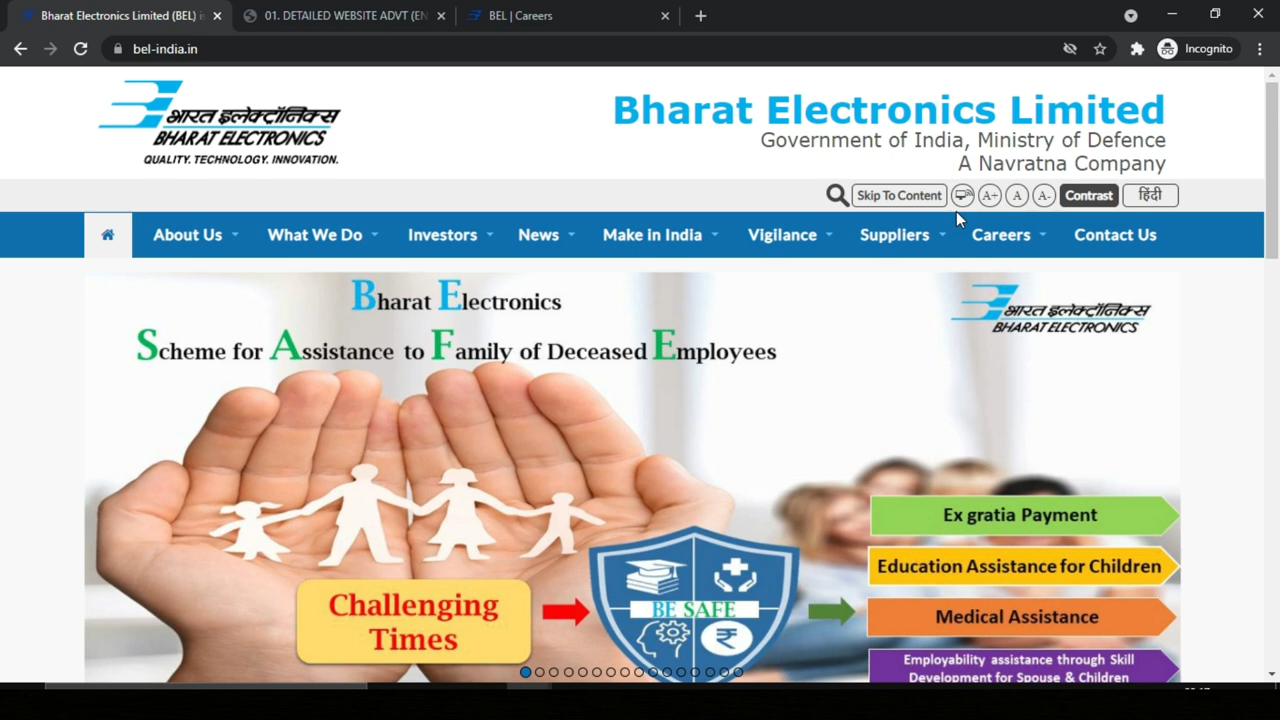 Bharat Electronics Limited (BEL) i
01. DETAILED WEBSITE ADVT (EN
BEL | Careers
bel-india.in
Incognito
भारत इलेक्ट्रॉनिक्स
BHARAT ELECTRONICS
QUALITY. TECHNOLOGY. INNOVATION.
Bharat Electronics Limited
Government of India, Ministry of Defence
A Navratna Company
Skip To Content A+ A A- Contrast हिंदी
About Us What We Do Investors News Make in India Vigilance Suppliers Careers Contact Us
Bharat Electronics
Scheme for Assistance to Family of Deceased Employees
भारत इलेक्ट्रॉनिक्स
BHARAT ELECTRONICS
Challenging
Times
BE SAFE
₹
Ex gratia Payment
Education Assistance for Children
Medical Assistance
Employability assistance through Skill
Development for Spouse & Children